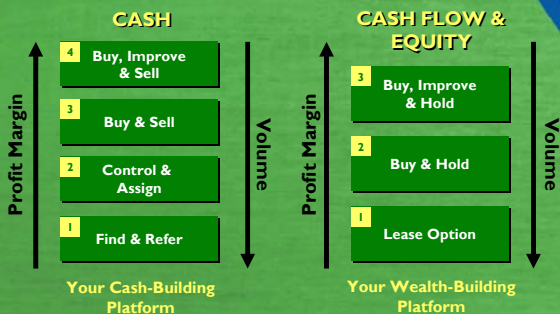 CASH
4
Buy, Improve
& Sell
3
Buy & Sell
2
Control &
Assign
1
Find & Refer
Profit Margin
Volume
Your Cash-Building
Platform
CASH FLOW &
EQUITY
3
Buy, Improve
& Hold
2
Buy & Hold
1
Lease Option
Profit Margin
Volume
Your Wealth-Building
Platform